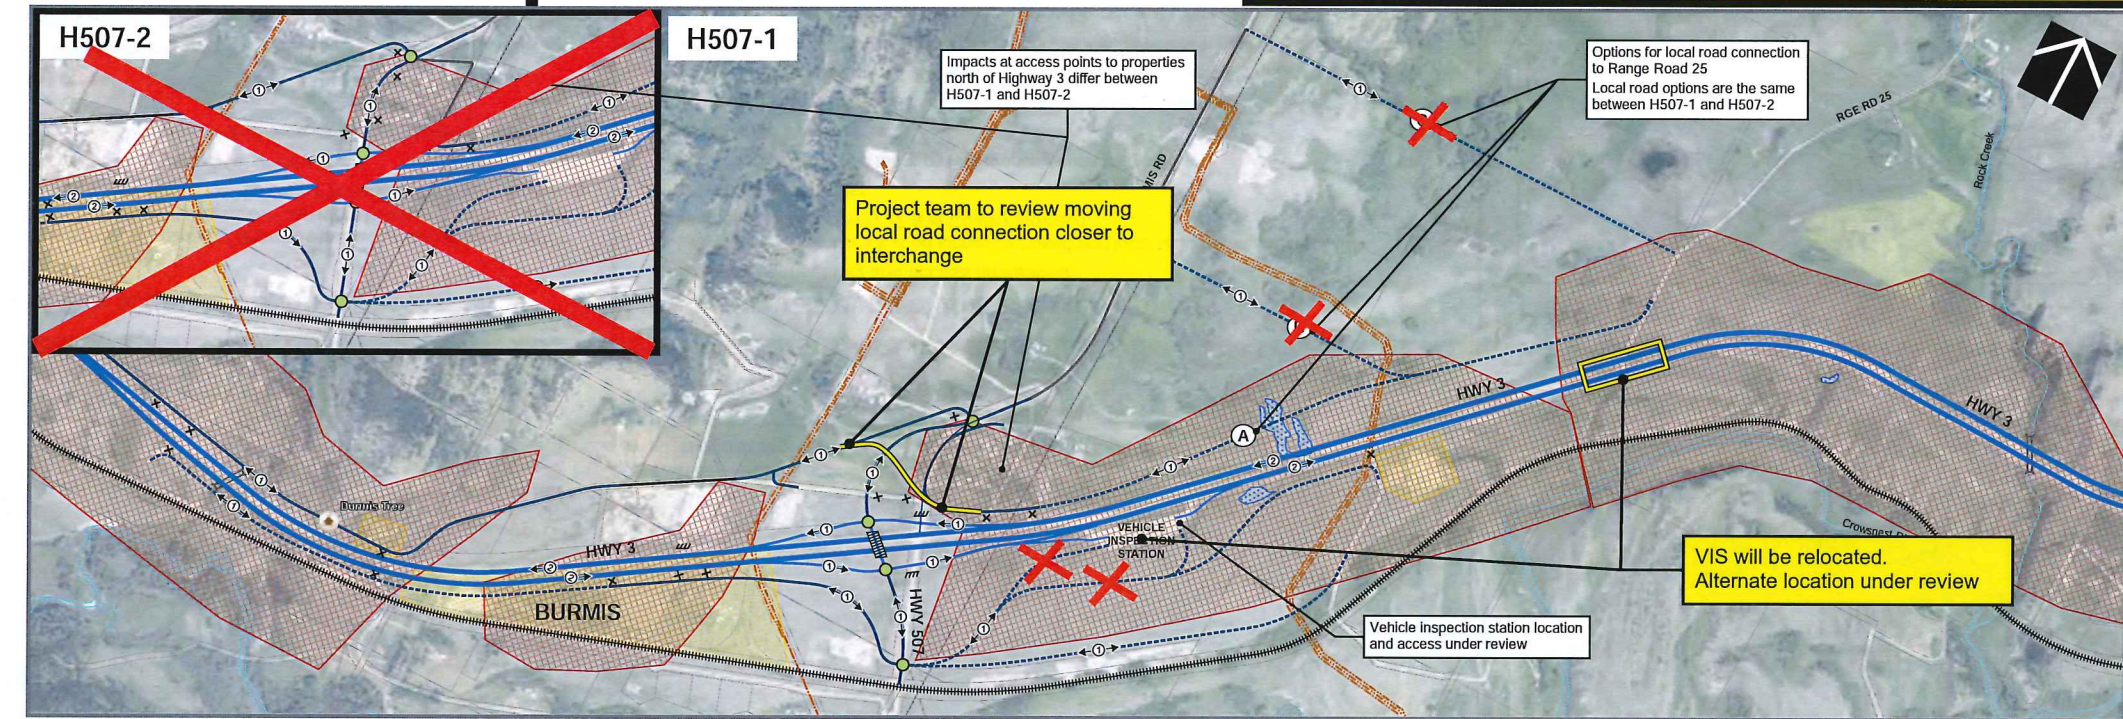 H507-2
H507-1
Impacts at access points to properties
north of Highway 3 differ between
H507-1 and H507-2
Options for local road connection
to Range Road 25
Local road options are the same
between H507-1 and H507-2
RGE RD 25
Rock Creek
MIS RD
Project team to review moving
local road connection closer to
interchange
HWY 3
HWY 3
A
Burmis Tree
HWY 3
BURMIS
HWY 507
VEHICLE
INSPECTION
STATION
Crowsnest
VIS will be relocated.
Alternate location under review
Vehicle inspection station location
and access under review